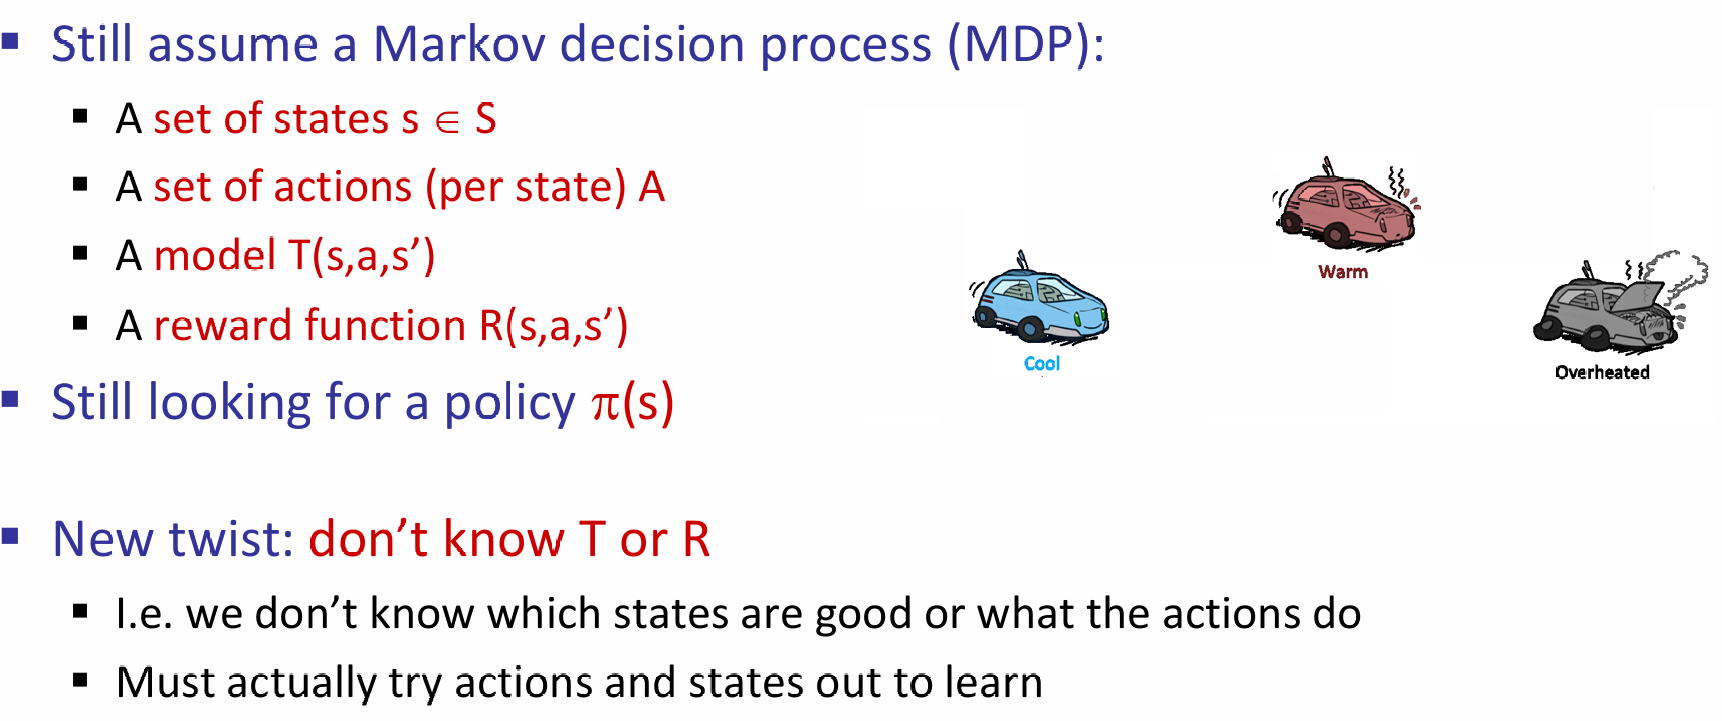 ▪ Still assume a Markov decision process (MDP):
▪ A set of states s ∈ S
▪ A set of actions (per state) A
▪ A model T(s,a,s’)
▪ A reward function R(s,a,s’)
▪ Still looking for a policy π(s)
Cool
Warm
Overheated
▪ New twist: don’t know T or R
▪ I.e. we don’t know which states are good or what the actions do
▪ Must actually try actions and states out to learn